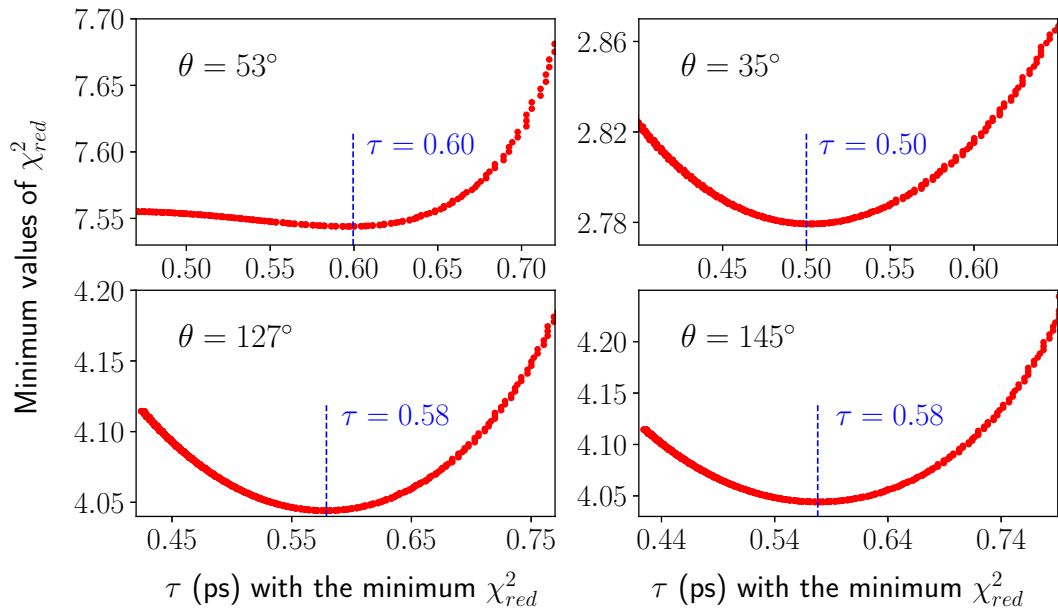 Minimum values of χ²_red
7.70
7.65
7.60
7.55
θ = 53°
τ = 0.60
0.50 0.55 0.60 0.65 0.70
2.86
2.82
2.78
θ = 35°
τ = 0.50
0.45 0.50 0.55 0.60
4.20
4.15
4.10
4.05
θ = 127°
τ = 0.58
0.45 0.55 0.65 0.75
τ (ps) with the minimum χ²_red
4.20
4.15
4.10
4.05
θ = 145°
τ = 0.58
0.44 0.54 0.64 0.74
τ (ps) with the minimum χ²_red